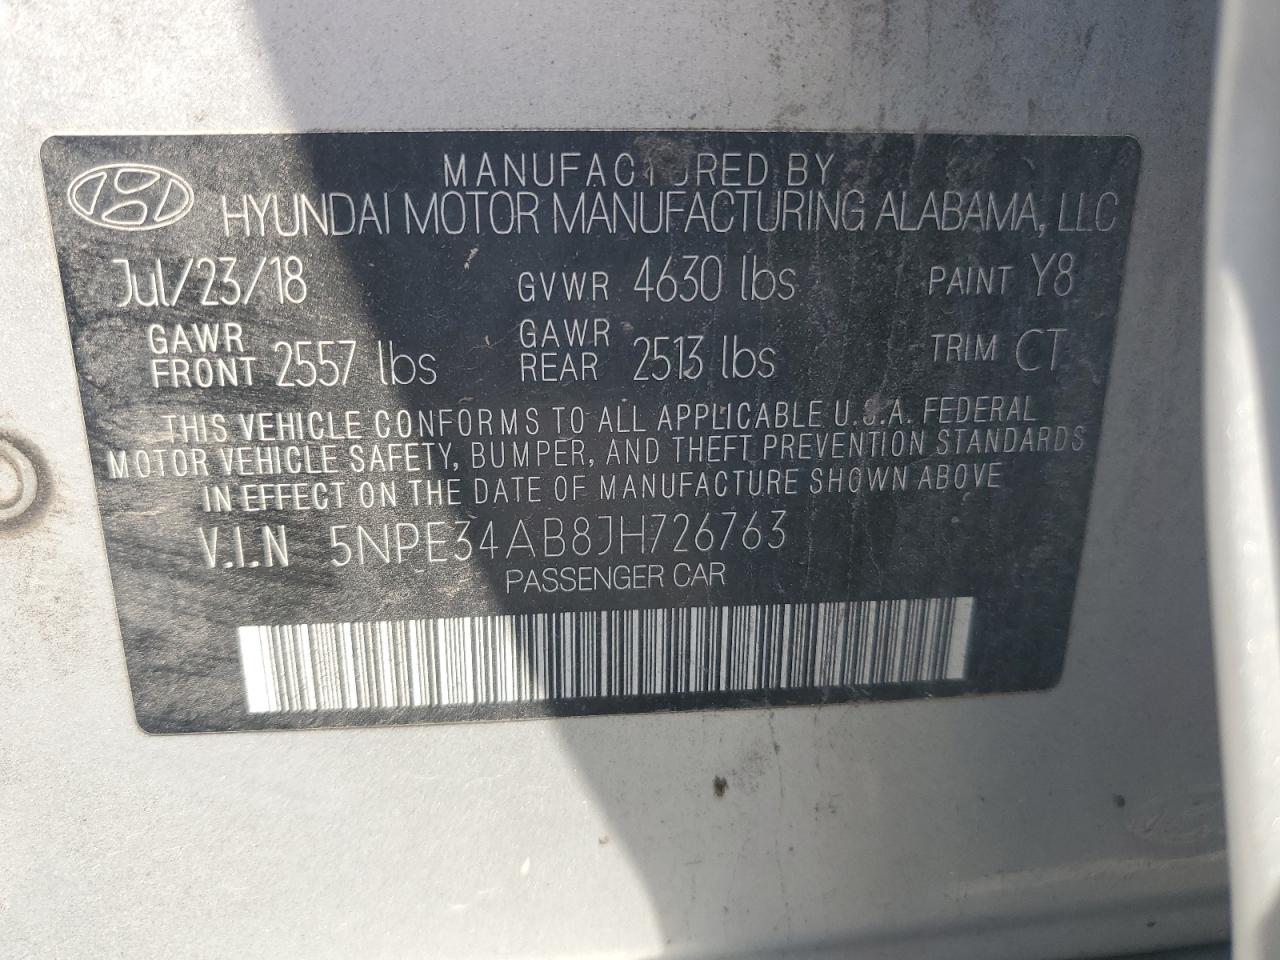 MANUFACTURED BY
HYUNDAI MOTOR MANUFACTURING ALABAMA, LLC
Jul/23/18 GVWR 4630 lbs PAINT Y8
GAWR FRONT 2557 lbs GAWR REAR 2513 lbs TRIM CT
THIS VEHICLE CONFORMS TO ALL APPLICABLE U.S.A. FEDERAL
MOTOR VEHICLE SAFETY, BUMPER, AND THEFT PREVENTION STANDARDS
IN EFFECT ON THE DATE OF MANUFACTURE SHOWN ABOVE
V.I.N 5NPE34AB8JH726763
PASSENGER CAR